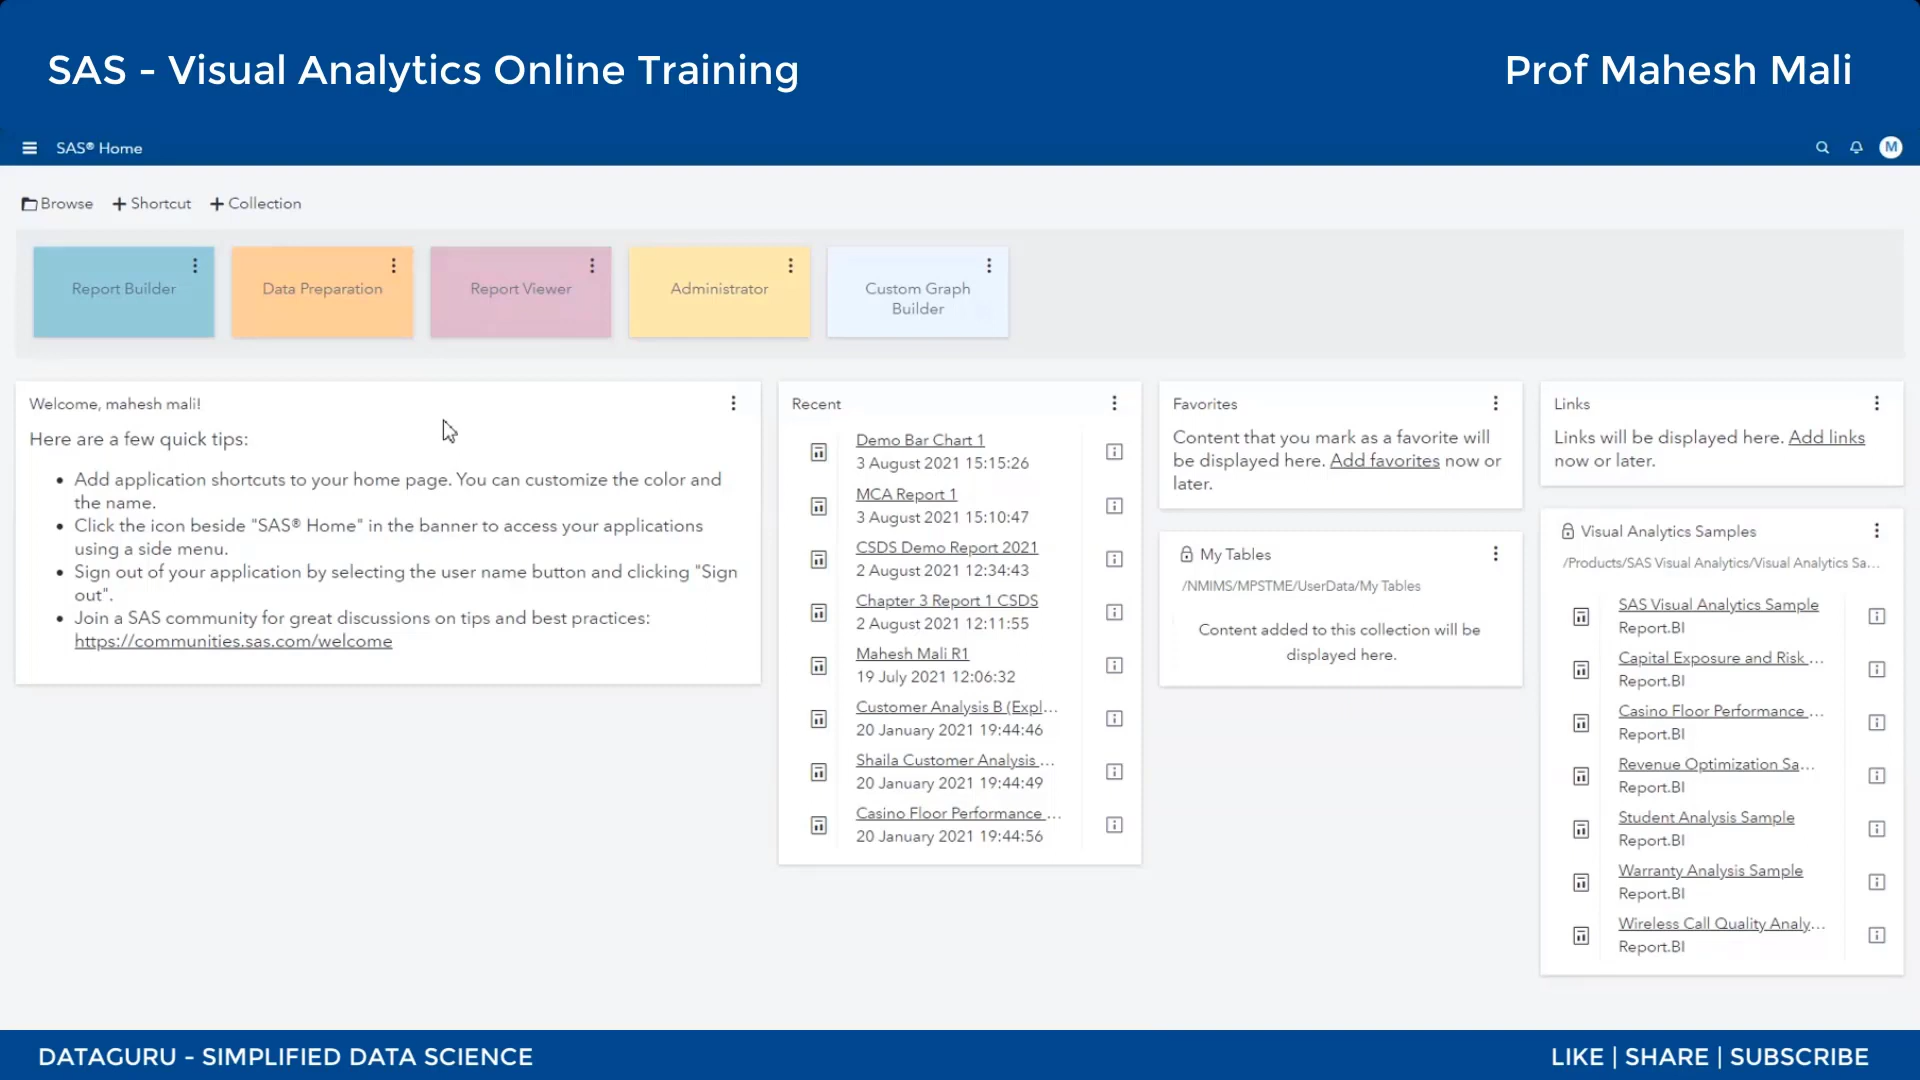 SAS - Visual Analytics Online Training
Prof Mahesh Mali
SAS® Home
M
Browse
+ Shortcut
+ Collection
Report Builder
Data Preparation
Report Viewer
Administrator
Custom Graph
Builder
Welcome, mahesh mali!
Here are a few quick tips:
• Add application shortcuts to your home page. You can customize the color and
the name.
• Click the icon beside "SAS® Home" in the banner to access your applications
using a side menu.
• Sign out of your application by selecting the user name button and clicking "Sign
out".
• Join a SAS community for great discussions on tips and best practices:
https://communities.sas.com/welcome
Recent
Demo Bar Chart 1
3 August 2021 15:15:26
MCA Report 1
3 August 2021 15:10:47
CSDS Demo Report 2021
2 August 2021 12:34:43
Chapter 3 Report 1 CSDS
2 August 2021 12:11:55
Mahesh Mali R1
19 July 2021 12:06:32
Customer Analysis B (Expl...
20 January 2021 19:44:46
Shaila Customer Analysis ...
20 January 2021 19:44:49
Casino Floor Performance ...
20 January 2021 19:44:56
Favorites
Content that you mark as a favorite will
be displayed here. Add favorites now or
later.
My Tables
/NMIMS/MPSTME/UserData/My Tables
Content added to this collection will be
displayed here.
Links
Links will be displayed here. Add links
now or later.
Visual Analytics Samples
/Products/SAS Visual Analytics/Visual Analytics Sa...
SAS Visual Analytics Sample
Report.BI
Capital Exposure and Risk ...
Report.BI
Casino Floor Performance ...
Report.BI
Revenue Optimization Sa...
Report.BI
Student Analysis Sample
Report.BI
Warranty Analysis Sample
Report.BI
Wireless Call Quality Analy...
Report.BI
DATAGURU - SIMPLIFIED DATA SCIENCE
LIKE | SHARE | SUBSCRIBE